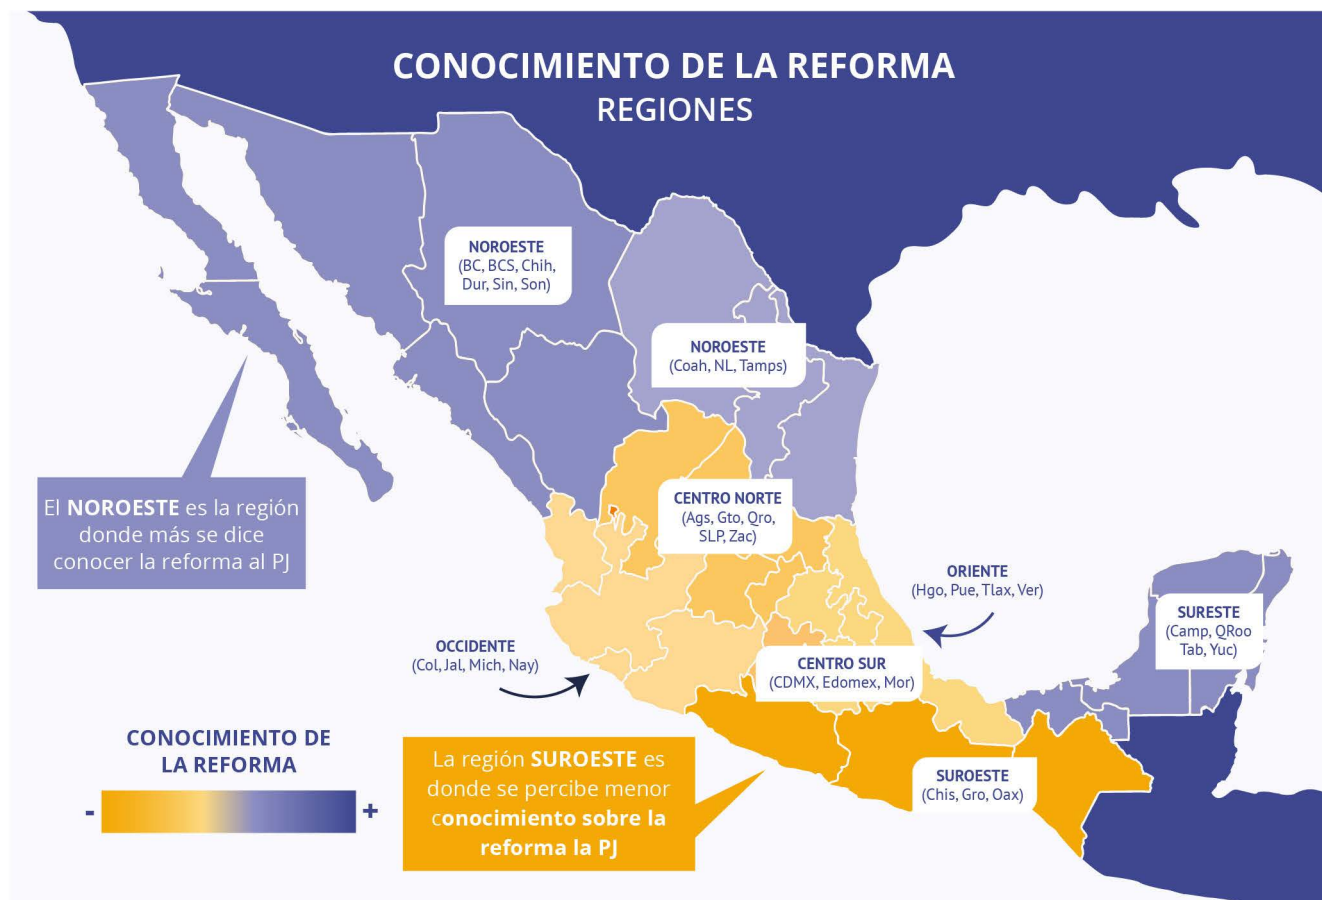 CONOCIMIENTO DE LA REFORMA
REGIONES
NOROESTE
(BC, BCS, Chih,
Dur, Sin, Son)
NOROESTE
(Coah, NL, Tamps)
El NOROESTE es la región
donde más se dice
conocer la reforma al PJ
CENTRO NORTE
(Ags, Gto, Qro,
SLP, Zac)
ORIENTE
(Hgo, Pue, Tlax, Ver)
SURESTE
(Camp, QRoo
Tab, Yuc)
OCCIDENTE
(Col, Jal, Mich, Nay)
CENTRO SUR
(CDMX, Edomex, Mor)
CONOCIMIENTO DE
LA REFORMA
- +
La región SUROESTE es
donde se percibe menor
conocimiento sobre la
reforma la PJ
SUROESTE
(Chis, Gro, Oax)